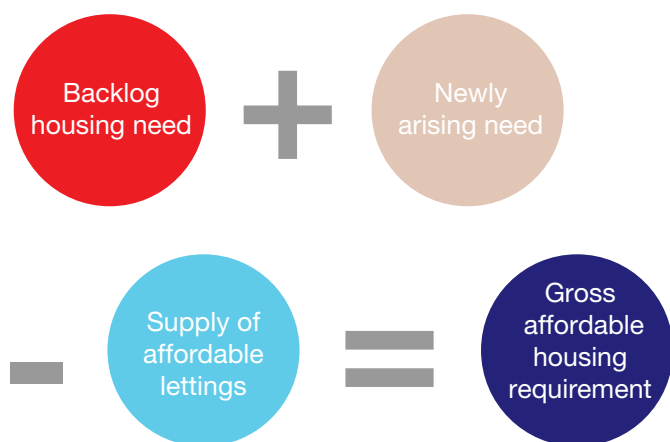 Backlog
housing need
+
Newly
arising need
-
Supply of
affordable
lettings
=
Gross
affordable
housing
requirement